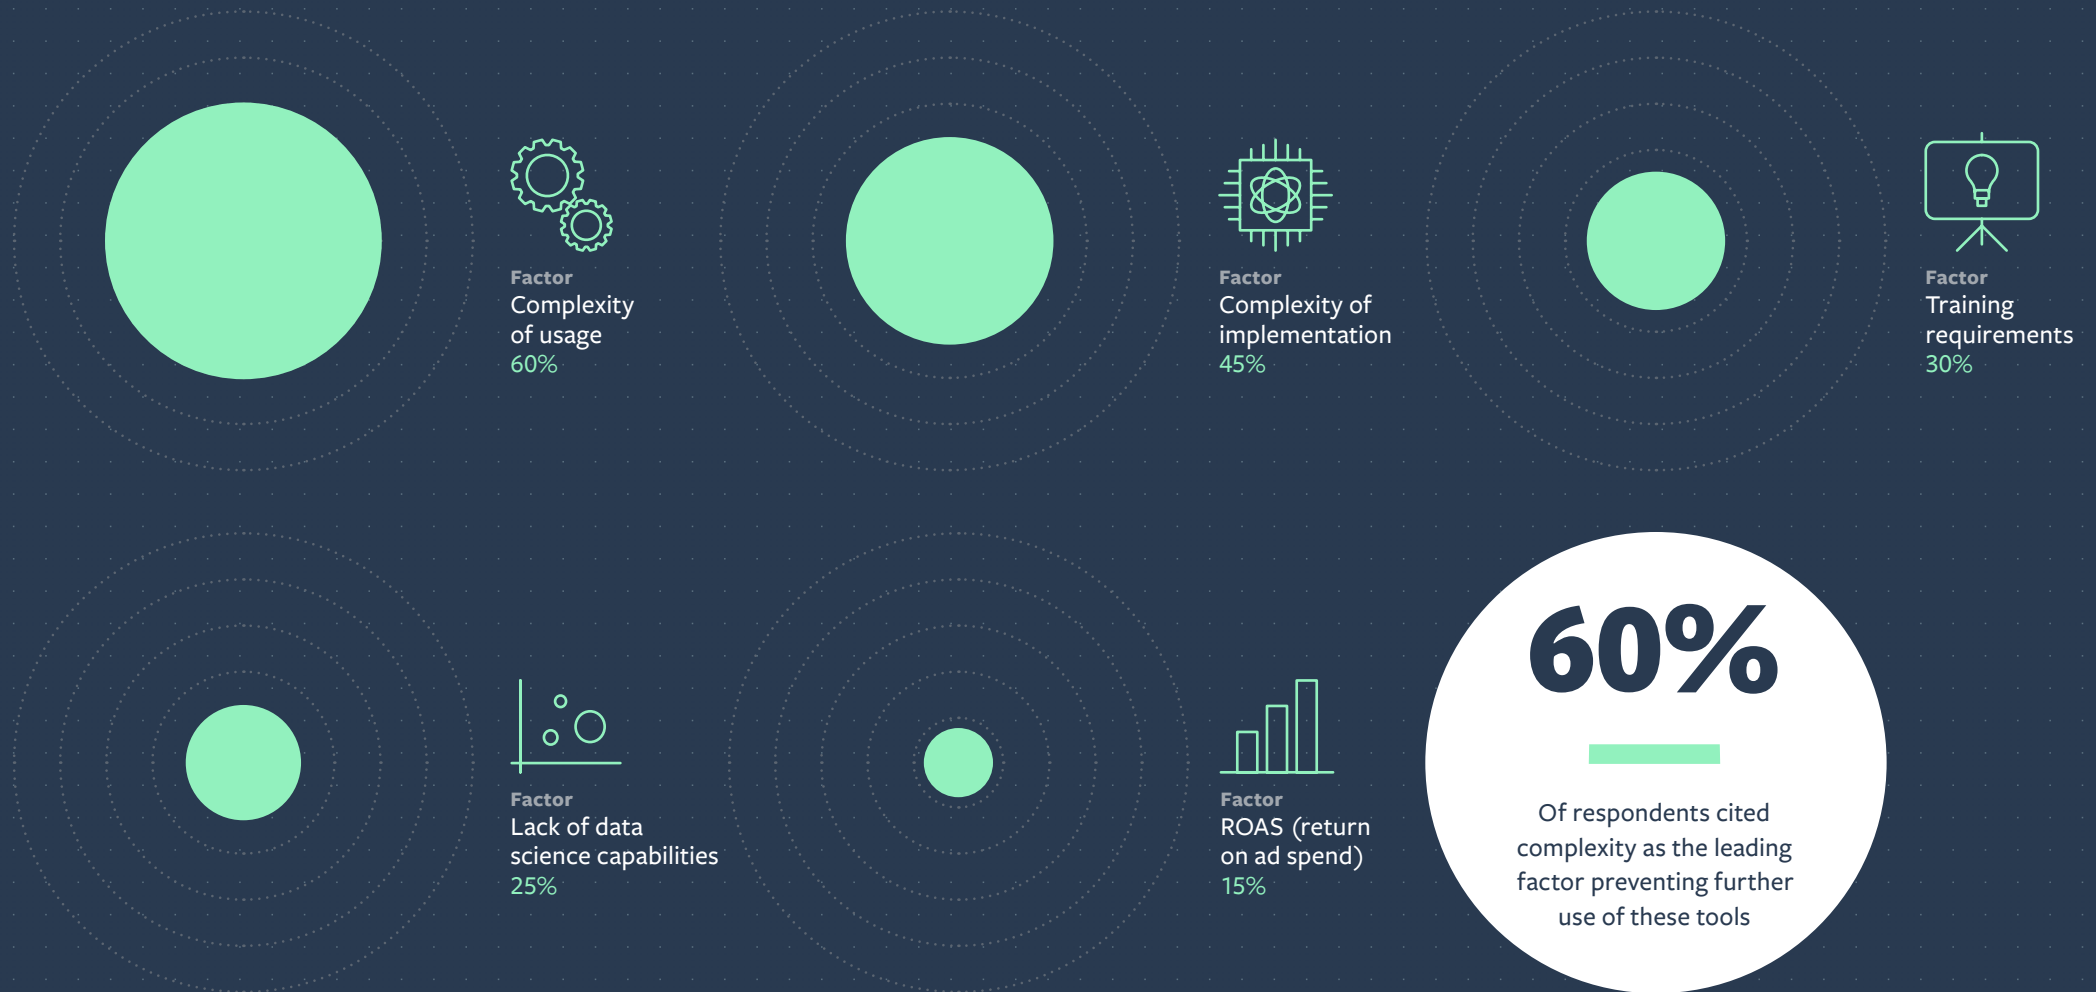 Factor
Complexity
of usage
60%
Factor
Complexity of
implementation
45%
Factor
Training
requirements
30%
Factor
Lack of data
science capabilities
25%
Factor
ROAS (return
on ad spend)
15%
60%
Of respondents cited
complexity as the leading
factor preventing further
use of these tools